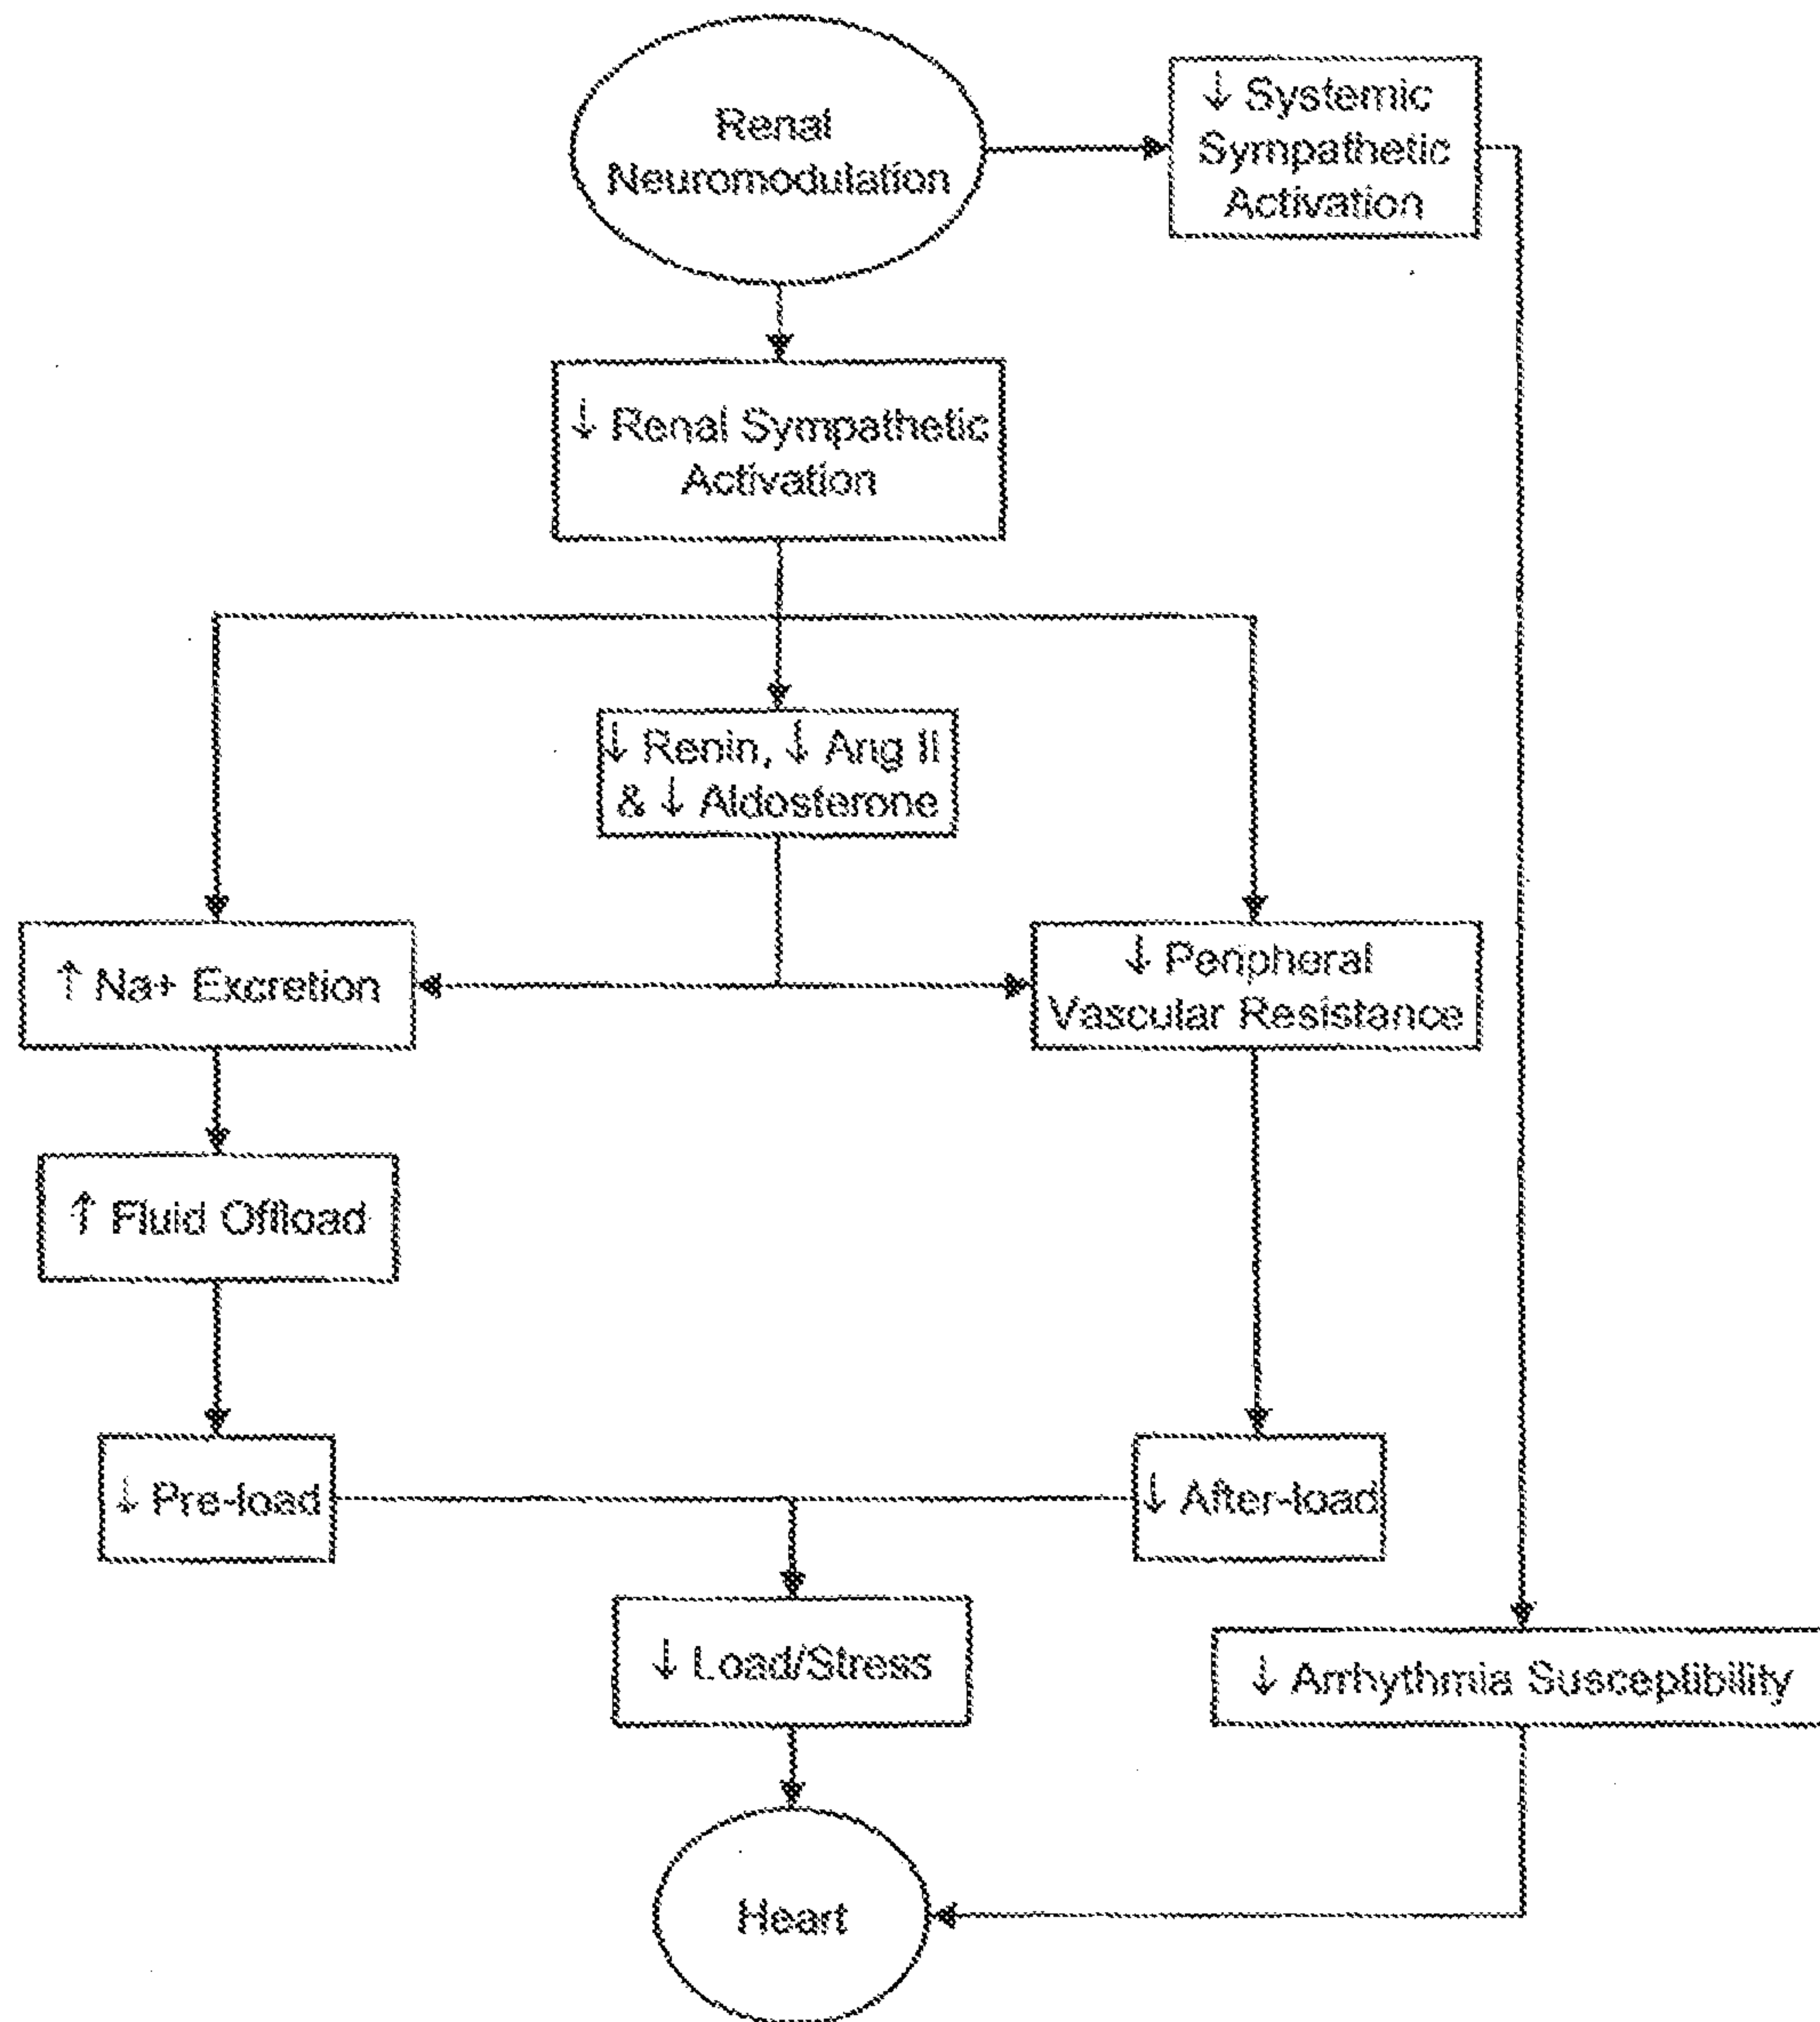 Renal
Neuromodulation
↓ Systemic
Sympathetic
Activation
↓ Renal Sympathetic
Activation
↓ Renin, ↓ Ang II
& ↓ Aldosterone
↑ Na+ Excretion
↓ Peripheral
Vascular Resistance
↑ Fluid Offload
↓ Pre-load
↓ After-load
↓ Load/Stress
↓ Arrhythmia Susceptibility
Heart